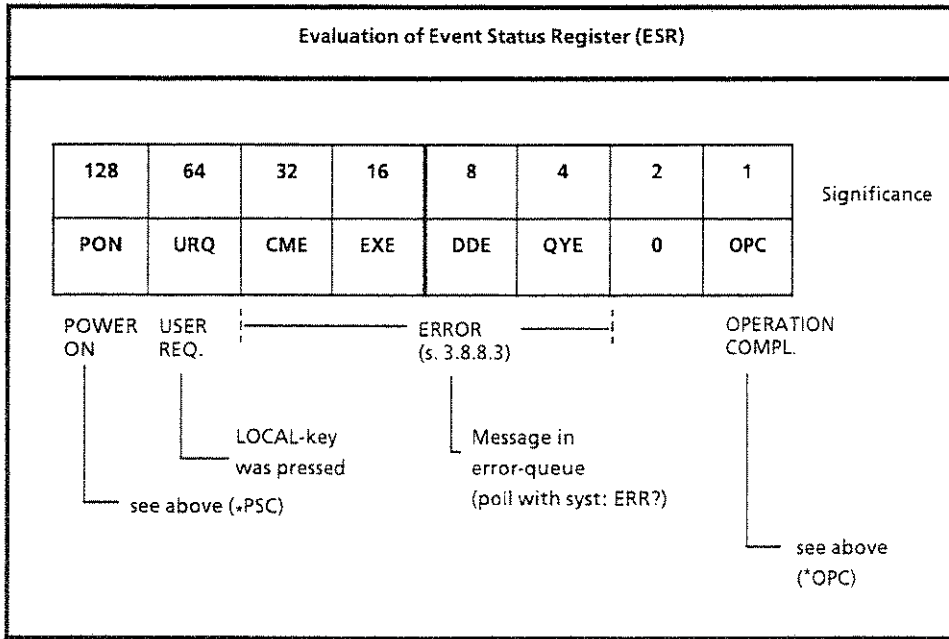 Evaluation of Event Status Register (ESR)
128 64 32 16 8 4 2 1
Significance
PON URQ CME EXE DDE QYE 0 OPC
POWER ON
USER REQ.
ERROR
(s. 3.8.8.3)
OPERATION
COMPL.
LOCAL-key
was pressed
Message in
error-queue
(poll with syst: ERR?)
see above (*PSC)
see above
(*OPC)